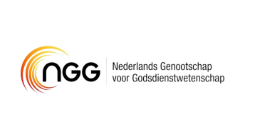 NGG
Nederlands Genootschap
voor Godsdienstwetenschap